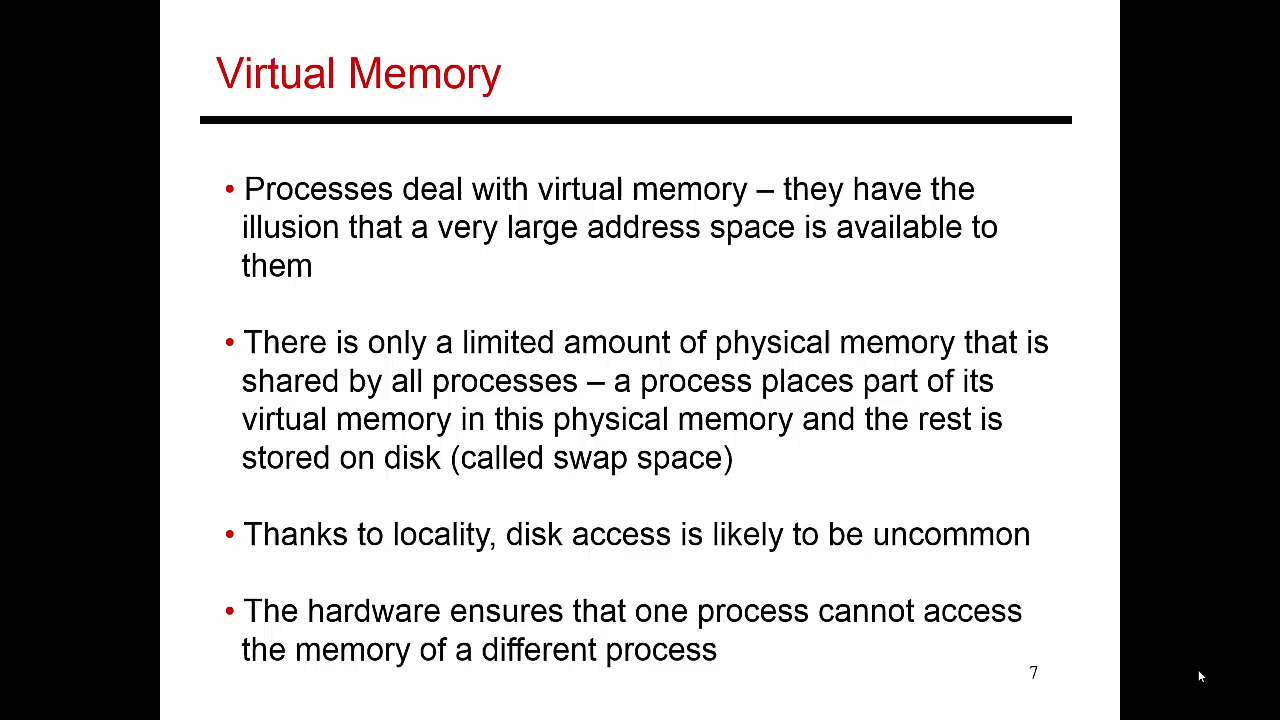 Virtual Memory
• Processes deal with virtual memory – they have the
illusion that a very large address space is available to
them
• There is only a limited amount of physical memory that is
shared by all processes – a process places part of its
virtual memory in this physical memory and the rest is
stored on disk (called swap space)
• Thanks to locality, disk access is likely to be uncommon
• The hardware ensures that one process cannot access
the memory of a different process
7